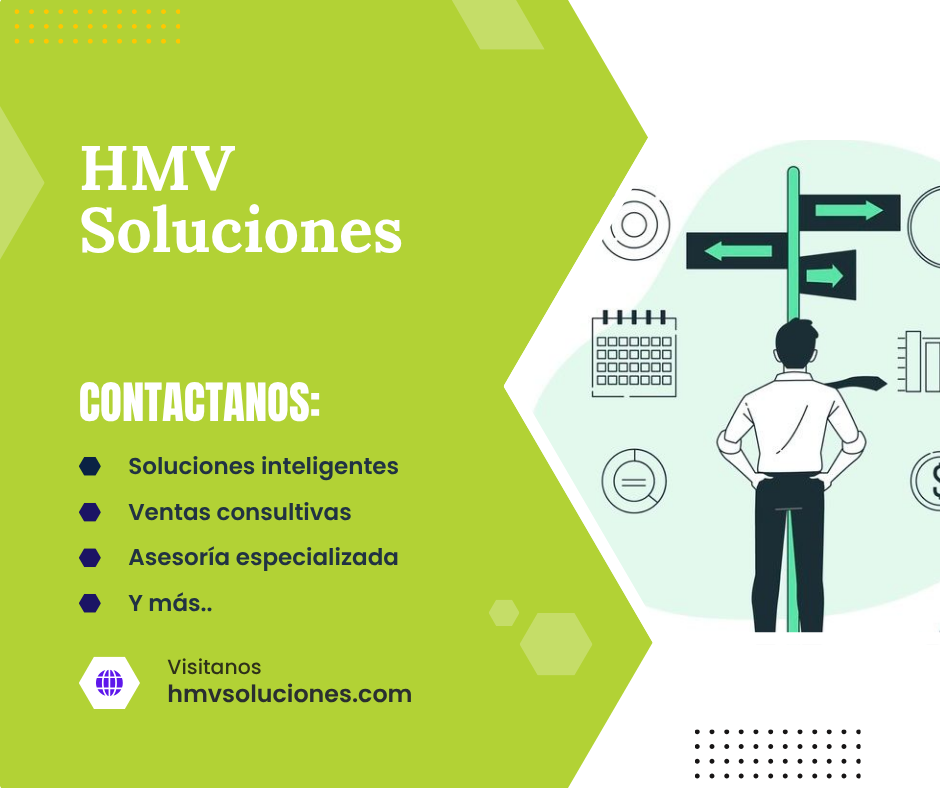 HMV
Soluciones
CONTACTANOS:
Soluciones inteligentes
Ventas consultivas
Asesoría especializada
Y más..
Visitanos
hmvsoluciones.com
$